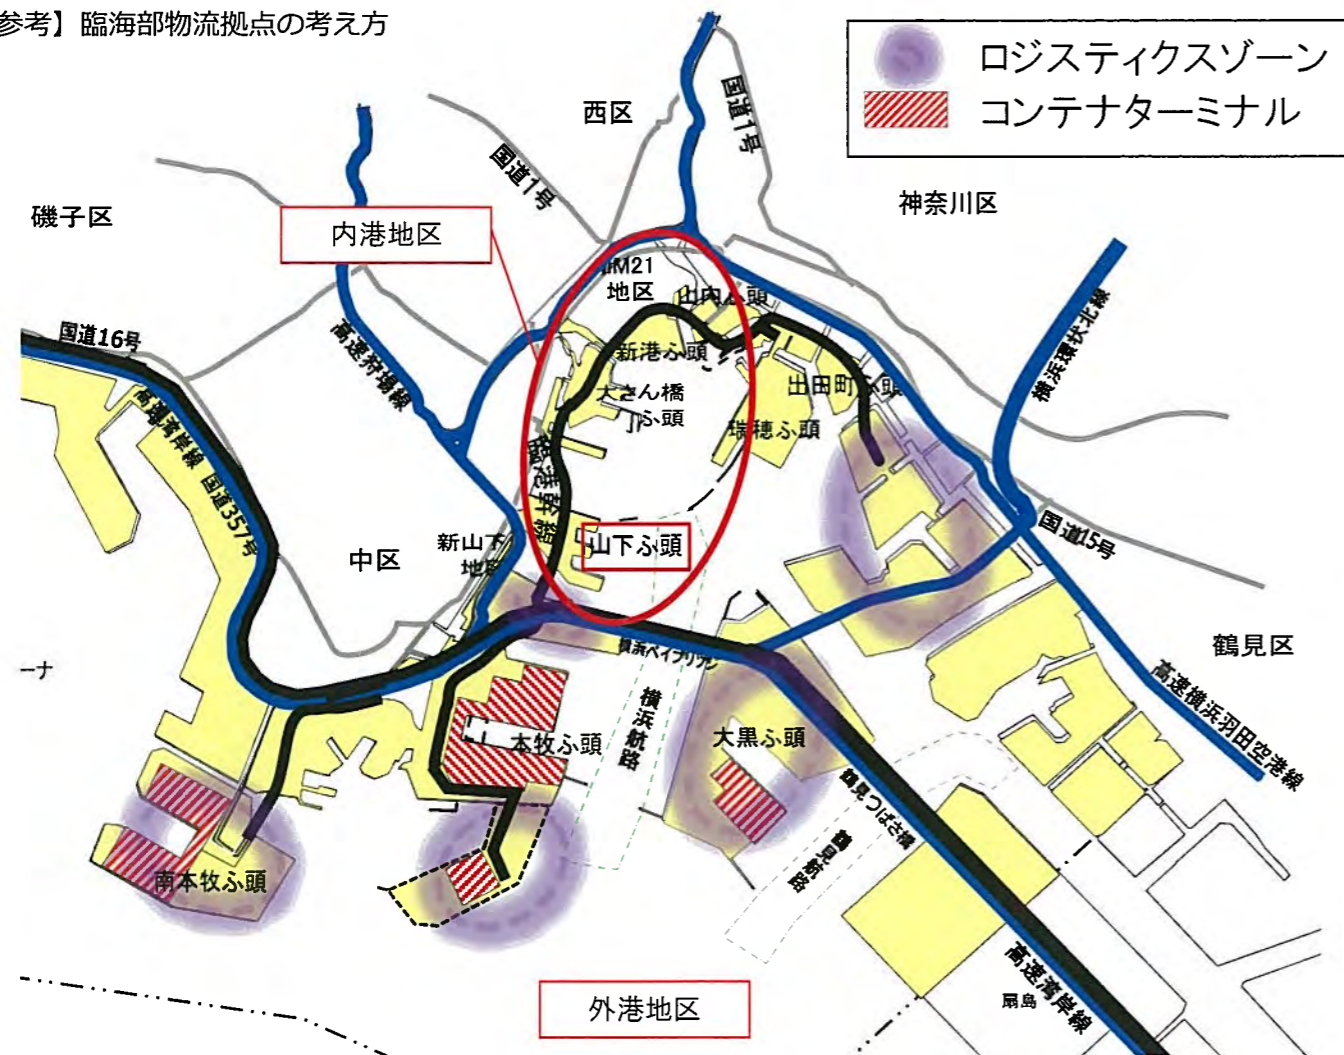 参考】臨海部物流拠点の考え方
ロジスティクスゾーン
コンテナターミナル
西区
国道1号
国道1号
神奈川区
磯子区
内港地区
M21
地区
山内ふ頭
国道16号
高速狩場線
新港ふ頭
大さん橋
ふ頭
出田町ふ頭
瑞穂ふ頭
横浜環状北線
高速湾岸線
国道357号
臨港幹線
中区
新山下
地区
山下ふ頭
国道15号
鶴見区
ーナ
横浜ベイブリッジ
横浜航路
高速横浜羽田空港線
本牧ふ頭
大黒ふ頭
鶴見つばさ橋
鶴見航路
南本牧ふ頭
高速湾岸線
扇島
外港地区